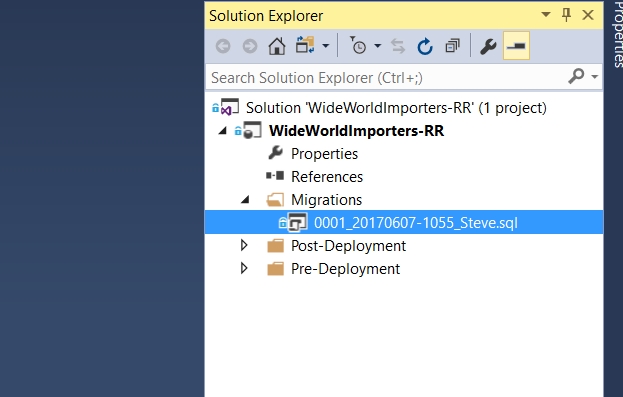 Solution Explorer
Search Solution Explorer (Ctrl+;)
Solution 'WideWorldImporters-RR' (1 project)
WideWorldImporters-RR
Properties
References
Migrations
0001_20170607-1055_Steve.sql
Post-Deployment
Pre-Deployment
Properties